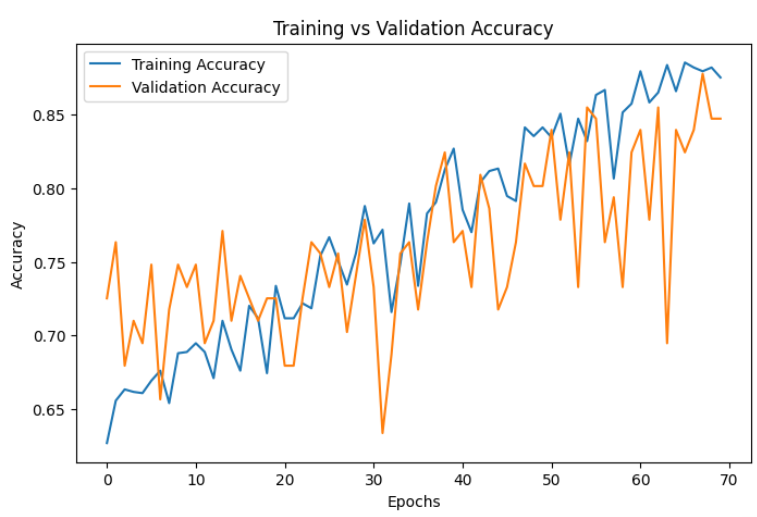 Training vs Validation Accuracy
Training Accuracy
Validation Accuracy
Accuracy
0.85
0.80
0.75
0.70
0.65
0 10 20 30 40 50 60 70
Epochs